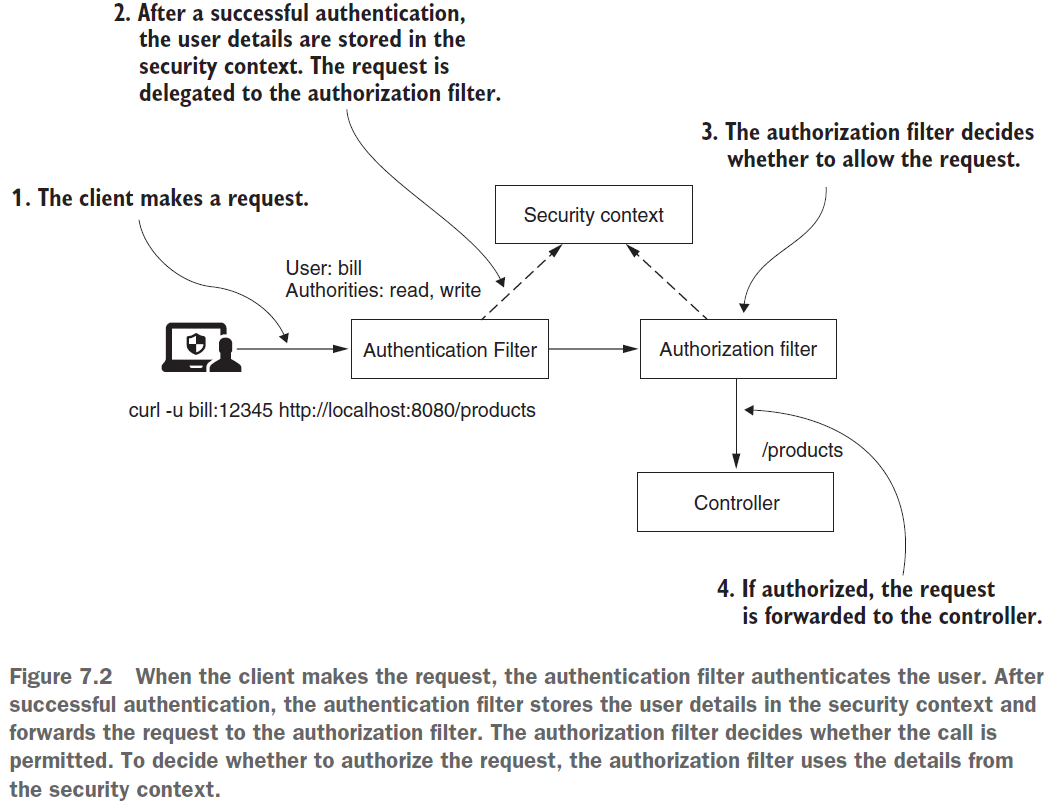 2. After a successful authentication,
the user details are stored in the
security context. The request is
delegated to the authorization filter.
3. The authorization filter decides
whether to allow the request.
1. The client makes a request.
Security context
User: bill
Authorities: read, write
Authentication Filter
Authorization filter
curl -u bill:12345 http://localhost:8080/products
/products
Controller
4. If authorized, the request
is forwarded to the controller.
Figure 7.2 When the client makes the request, the authentication filter authenticates the user. After
successful authentication, the authentication filter stores the user details in the security context and
forwards the request to the authorization filter. The authorization filter decides whether the call is
permitted. To decide whether to authorize the request, the authorization filter uses the details from
the security context.